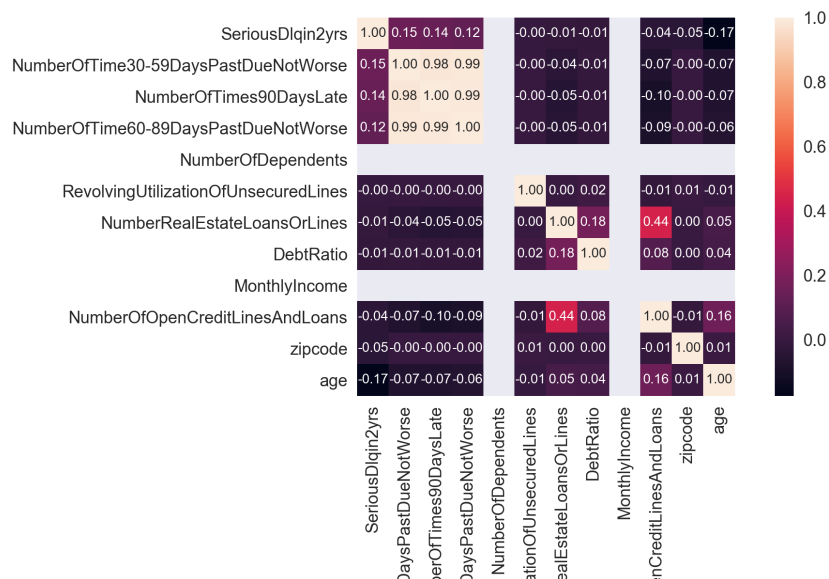 SeriousDlqin2yrs 1.00 0.15 0.14 0.12 -0.00 -0.01 -0.01 -0.04 -0.05 -0.17
NumberOfTime30-59DaysPastDueNotWorse 0.15 1.00 0.98 0.99 -0.00 -0.04 -0.01 -0.07 -0.00 -0.07
NumberOfTimes90DaysLate 0.14 0.98 1.00 0.99 -0.00 -0.05 -0.01 -0.10 -0.00 -0.07
NumberOfTime60-89DaysPastDueNotWorse 0.12 0.99 0.99 1.00 -0.00 -0.05 -0.01 -0.09 -0.00 -0.06
NumberOfDependents
RevolvingUtilizationOfUnsecuredLines -0.00 -0.00 -0.00 -0.00 1.00 0.00 0.02 -0.01 0.01 -0.01
NumberRealEstateLoansOrLines -0.01 -0.04 -0.05 -0.05 0.00 1.00 0.18 0.44 0.00 0.05
DebtRatio -0.01 -0.01 -0.01 -0.01 0.02 0.18 1.00 0.08 0.00 0.04
MonthlyIncome
NumberOfOpenCreditLinesAndLoans -0.04 -0.07 -0.10 -0.09 -0.01 0.44 0.08 1.00 -0.01 0.16
zipcode -0.05 -0.00 -0.00 -0.00 0.01 0.00 0.00 -0.01 1.00 0.01
age -0.17 -0.07 -0.07 -0.06 -0.01 0.05 0.04 0.16 0.01 1.00
SeriousDlqin2yrs
DaysPastDueNotWorse
berOfTimes90DaysLate
DaysPastDueNotWorse
NumberOfDependents
ationOfUnsecuredLines
ealEstateLoansOrLines
DebtRatio
MonthlyIncome
enCreditLinesAndLoans
zipcode
age
1.0
0.8
0.6
0.4
0.2
0.0